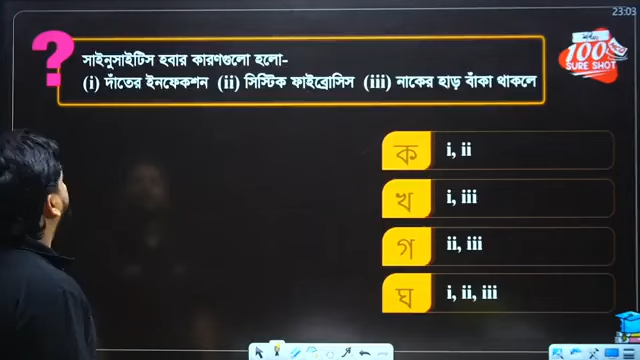 23:03
সাইনুসাইটিস হবার কারণগুলো হলো-
(i) দাঁতের ইনফেকশন (ii) সিস্টিক ফাইব্রোসিস (iii) নাকের হাড় বাঁকা থাকলে
100
SURE SHOT
ক i, ii
খ i, iii
গ ii, iii
ঘ i, ii, iii